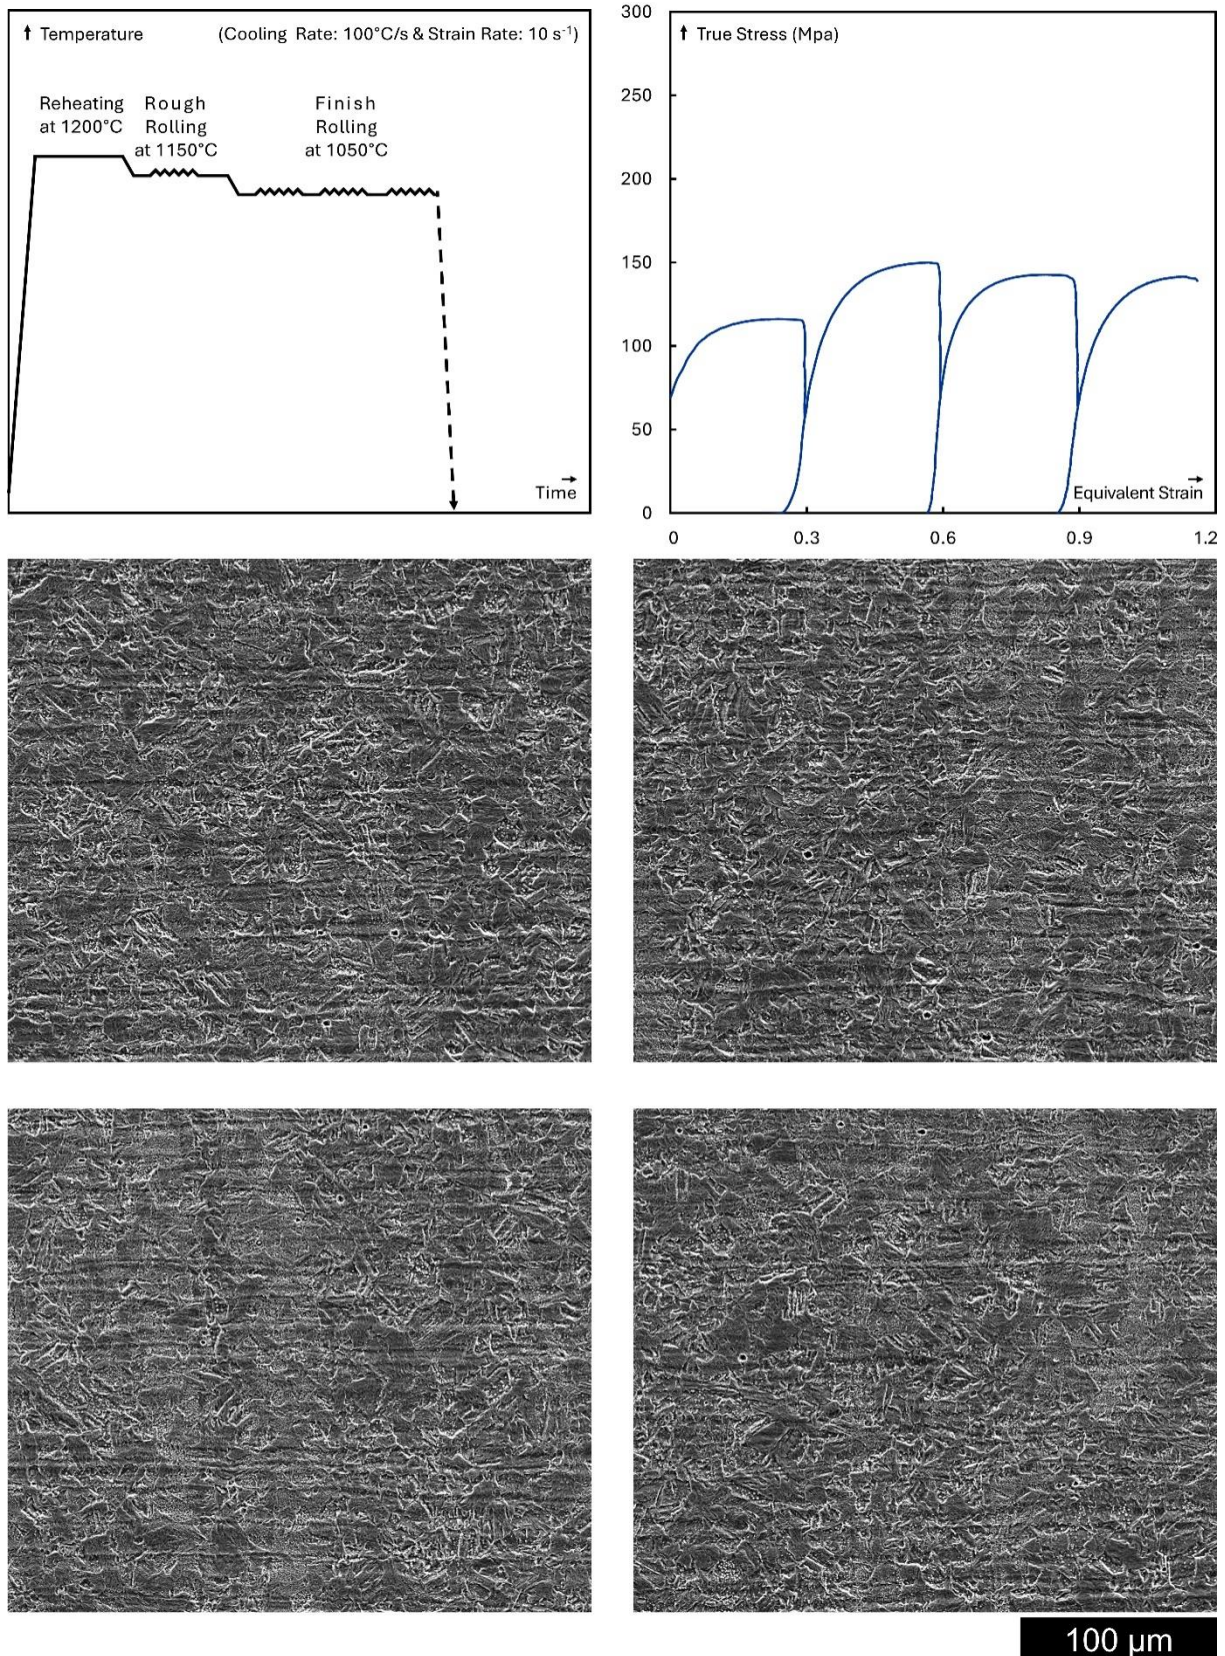 Temperature (Cooling Rate: 100°C/s & Strain Rate: 10 s⁻¹)
Reheating
at 1200°C
Rough
Rolling
at 1150°C
Finish
Rolling
at 1050°C
Time
300
250
200
150
100
50
0
True Stress (Mpa)
Equivalent Strain
0 0.3 0.6 0.9 1.2
100 µm